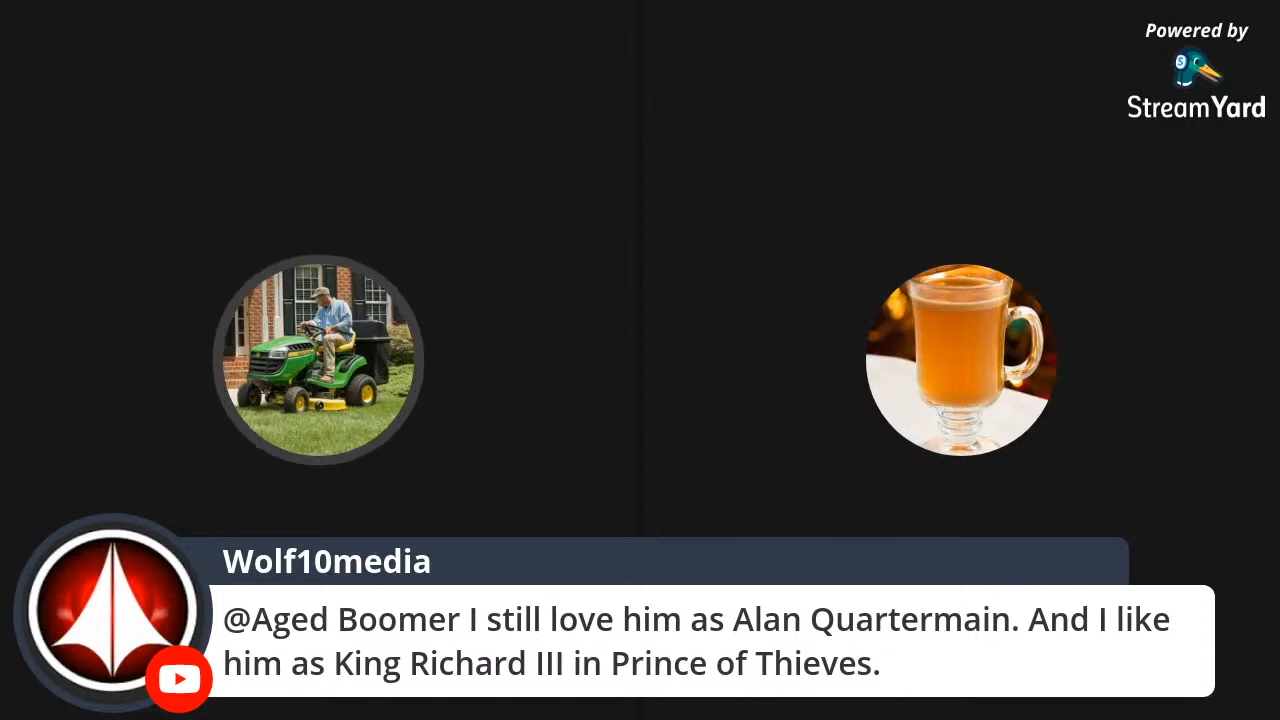 Powered by
StreamYard
Wolf10media
@Aged Boomer I still love him as Alan Quartermain. And I like
him as King Richard III in Prince of Thieves.